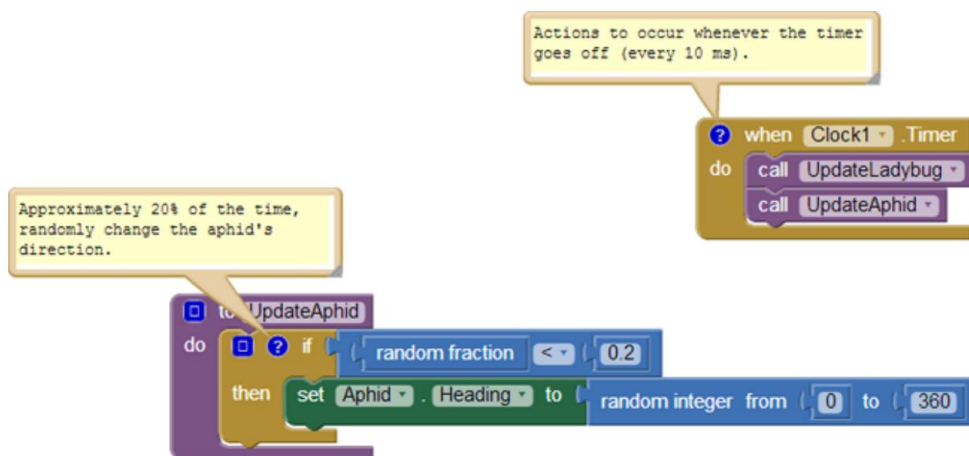 Actions to occur whenever the timer
goes off (every 10 ms).
? when Clock1 .Timer
do call UpdateLadybug
call UpdateAphid
Approximately 20% of the time,
randomly change the aphid's
direction.
to UpdateAphid
do ? if random fraction < 0.2
then set Aphid . Heading to random integer from 0 to 360